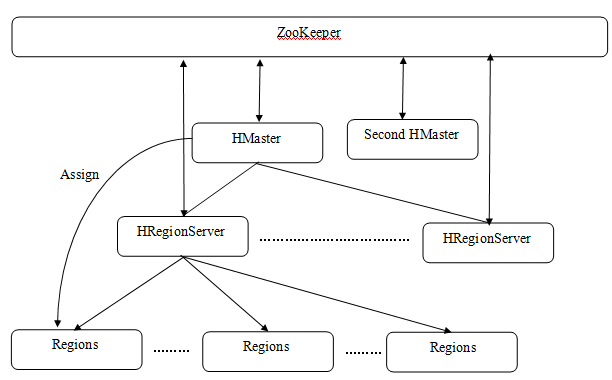 ZooKeeper
HMaster
Second HMaster
Assign
HRegionServer
HRegionServer
Regions
Regions
Regions